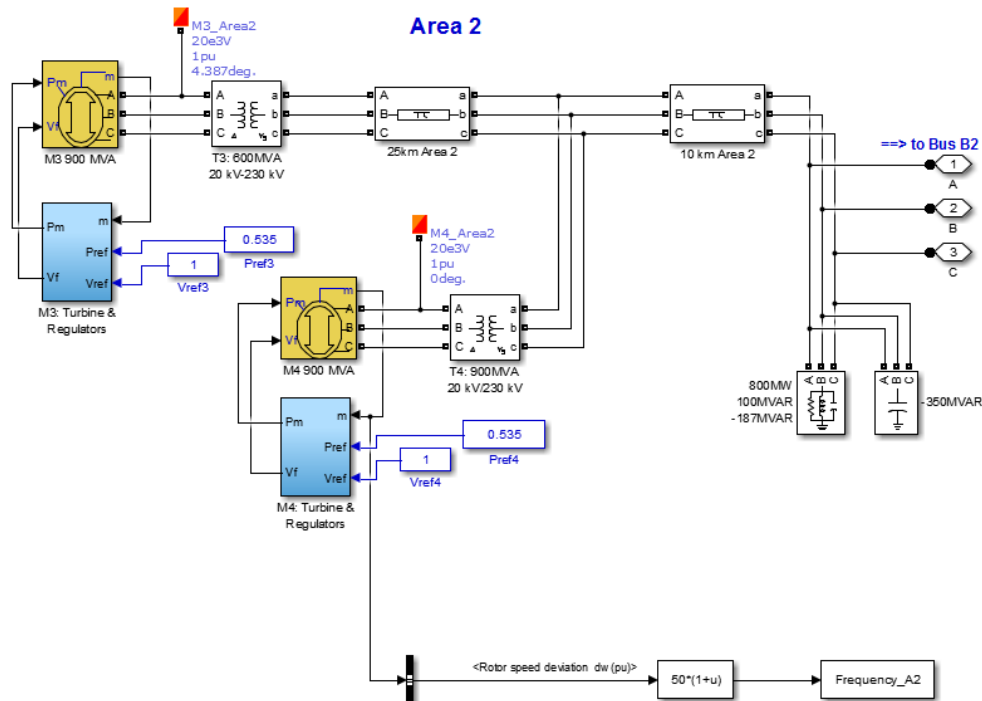 Area 2
M3_Area2
20e3V
1pu
4.387deg.
Pm
m
A
B
C
Vf
M3 900 MVA
A
B
C
a
b
c
Δ
Yg
T3: 600MVA
20 kV-230 kV
A
B
C
a
b
c
25km Area 2
A
B
C
a
b
c
10 km Area 2
==> to Bus B2
1
A
2
B
3
C
Pm
Vf
m
Pref
Vref
M3: Turbine &
Regulators
0.535
Pref3
1
Vref3
M4_Area2
20e3V
1pu
0deg.
Pm
m
A
B
C
Vf
M4 900 MVA
A
B
C
a
b
c
Δ
Yg
T4: 900MVA
20 kV/230 kV
Pm
Vf
m
Pref
Vref
M4: Turbine &
Regulators
0.535
Pref4
1
Vref4
A B C
800MW
100MVAR
-187MVAR
A B C
-350MVAR
<Rotor speed deviation dw (pu)>
50*(1+u)
Frequency_A2